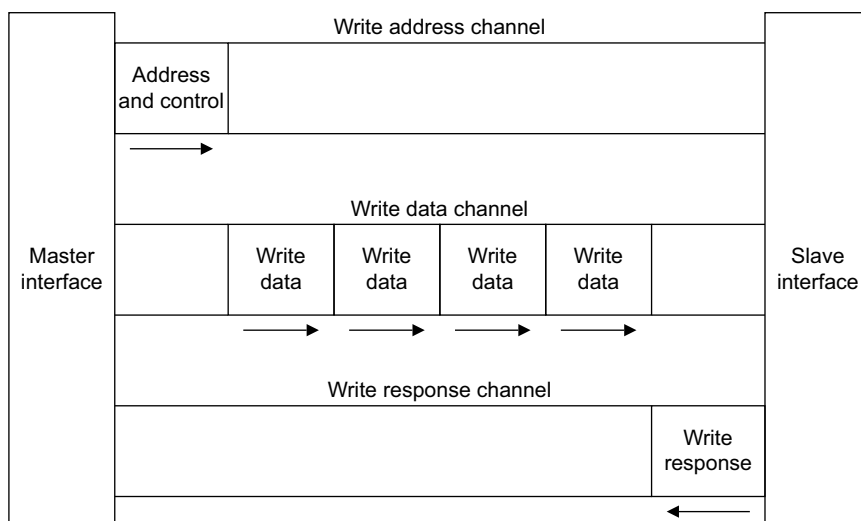 Write address channel
Address
and control
Write data channel
Master
interface
Write
data
Write
data
Write
data
Write
data
Slave
interface
Write response channel
Write
response